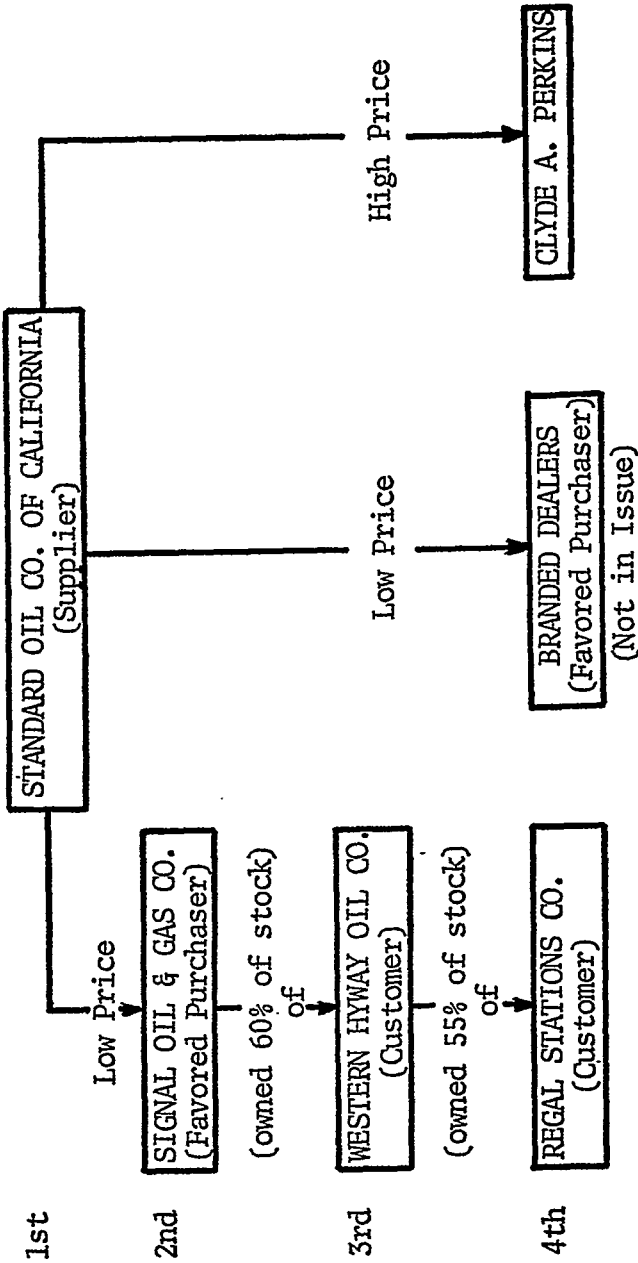 1st
STANDARD OIL CO. OF CALIFORNIA
(Supplier)
Low Price
2nd
SIGNAL OIL & GAS CO.
(Favored Purchaser)
(owned 60% of stock)
of
Low Price
High Price
3rd
WESTERN HYWAY OIL CO.
(Customer)
(owned 55% of stock)
of
4th
REGAL STATIONS CO.
(Customer)
BRANDED DEALERS
(Favored Purchaser)
(Not in Issue)
CLYDE A. PERKINS